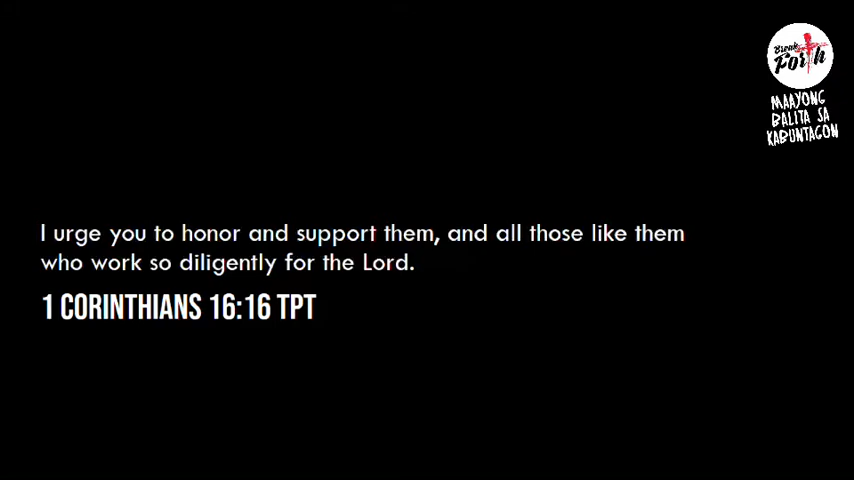 Break
Forth
MAAYONG
BALITA SA
KABUNTAGON
I urge you to honor and support them, and all those like them
who work so diligently for the Lord.
1 CORINTHIANS 16:16 TPT